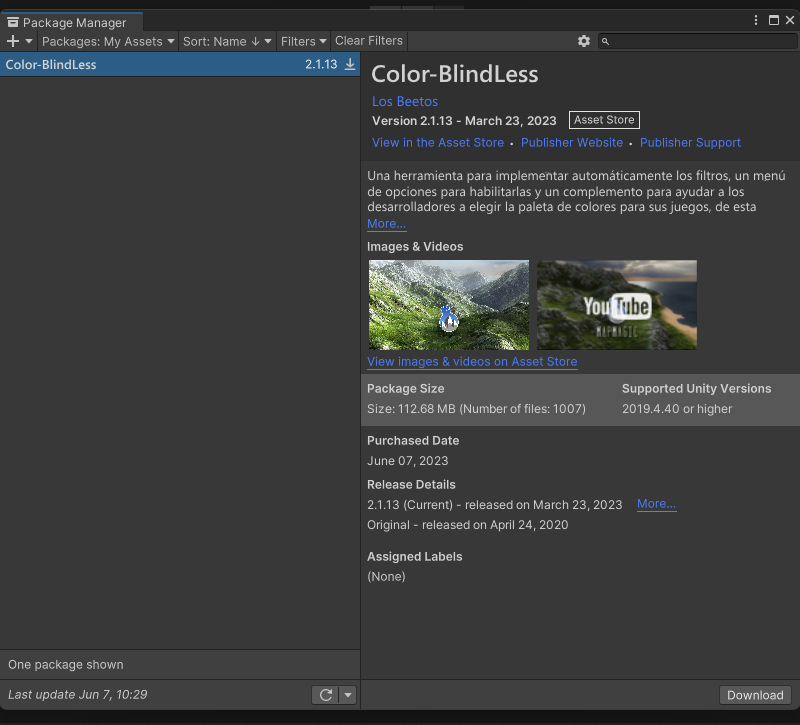 Package Manager
Packages: My Assets
Sort: Name ↓
Filters
Clear Filters
Color-BlindLess 2.1.13
One package shown
Last update Jun 7, 10:29
Color-BlindLess
Los Beetos
Version 2.1.13 - March 23, 2023 Asset Store
View in the Asset Store • Publisher Website • Publisher Support
Una herramienta para implementar automáticamente los filtros, un menú
de opciones para habilitarlas y un complemento para ayudar a los
desarrolladores a elegir la paleta de colores para sus juegos, de esta
More...
Images & Videos
YouTube
MAPMAGIC
View images & videos on Asset Store
Package Size
Size: 112.68 MB (Number of files: 1007)
Supported Unity Versions
2019.4.40 or higher
Purchased Date
June 07, 2023
Release Details
2.1.13 (Current) - released on March 23, 2023 More...
Original - released on April 24, 2020
Assigned Labels
(None)
Download